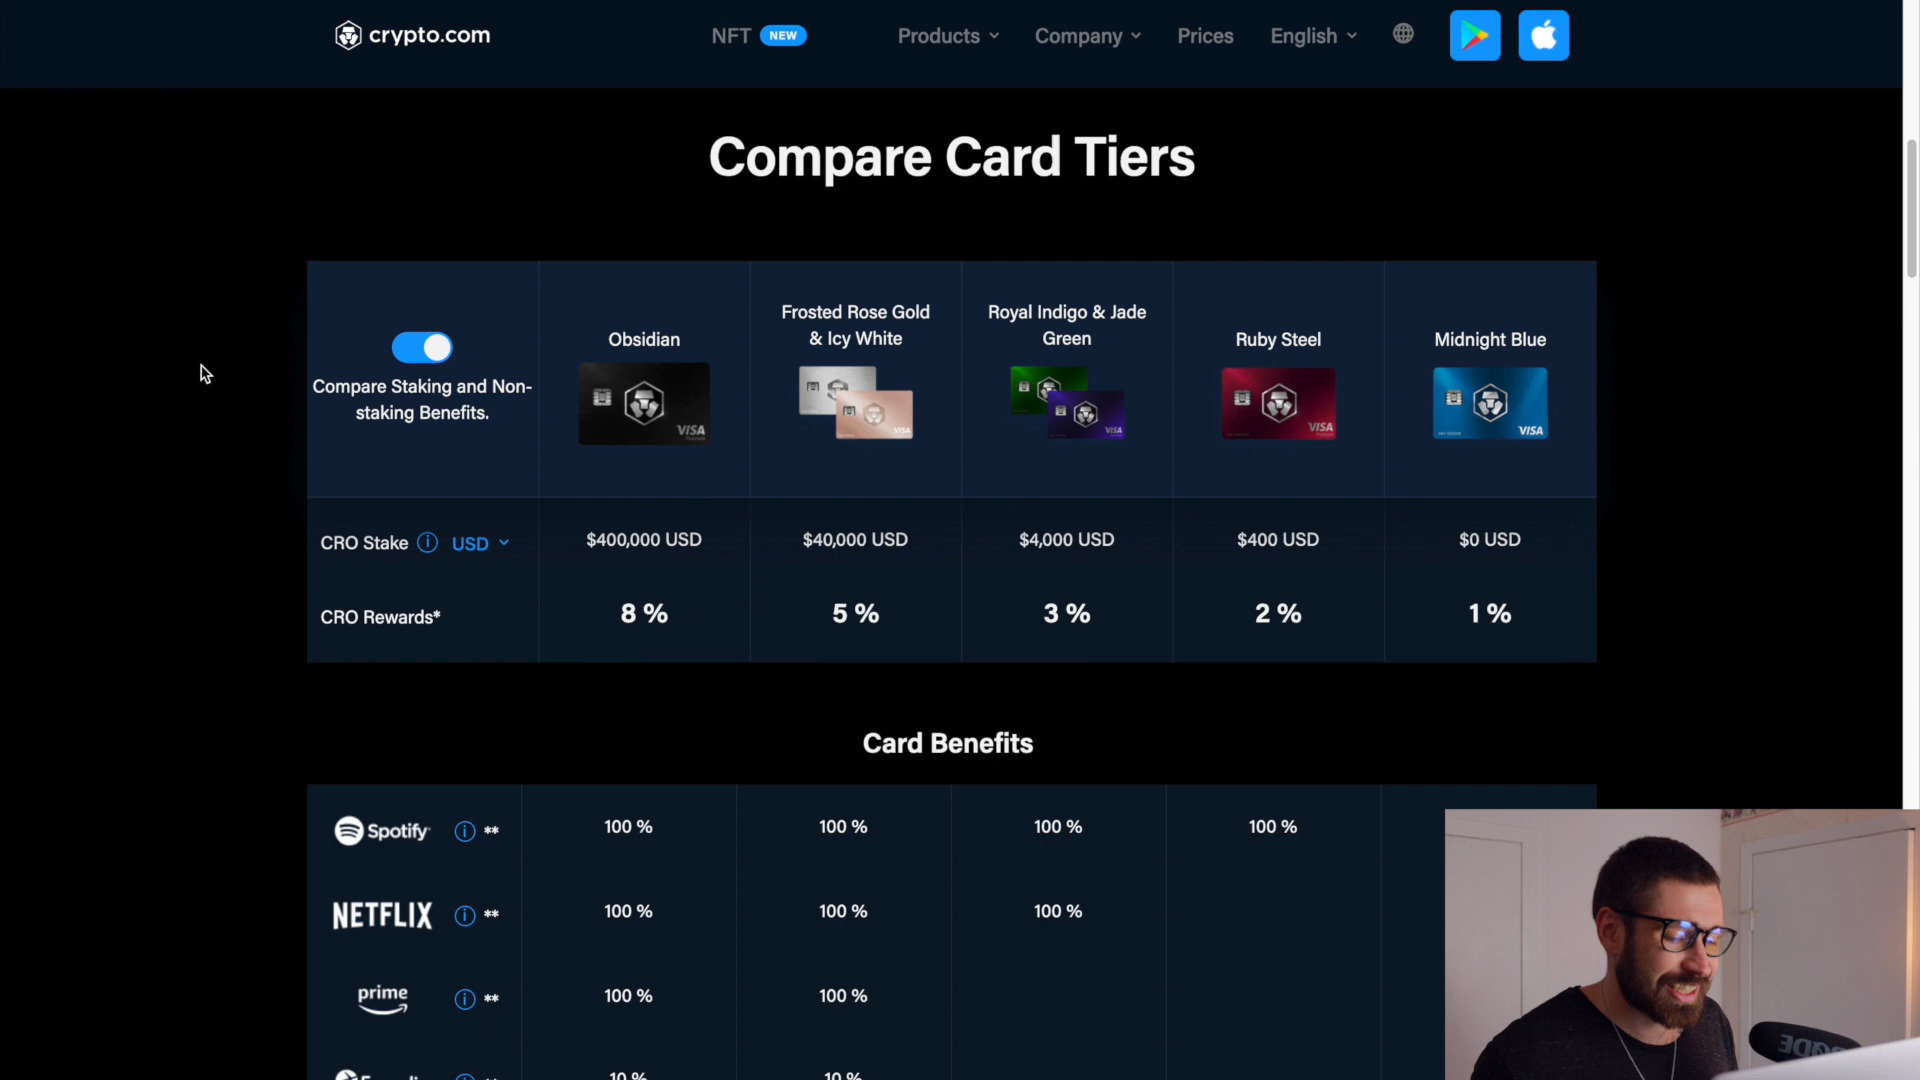 crypto.com
NFT NEW
Products
Company
Prices
English
Compare Card Tiers
Compare Staking and Non-
staking Benefits.
Obsidian
VISA
Frosted Rose Gold
& Icy White
VISA
Royal Indigo & Jade
Green
VISA
Ruby Steel
VISA
Midnight Blue
VISA
CRO Stake USD
$400,000 USD
$40,000 USD
$4,000 USD
$400 USD
$0 USD
CRO Rewards*
8 %
5 %
3 %
2 %
1 %
Card Benefits
Spotify **
100 %
100 %
100 %
100 %
NETFLIX **
100 %
100 %
100 %
prime **
100 %
100 %
10 %
10 %